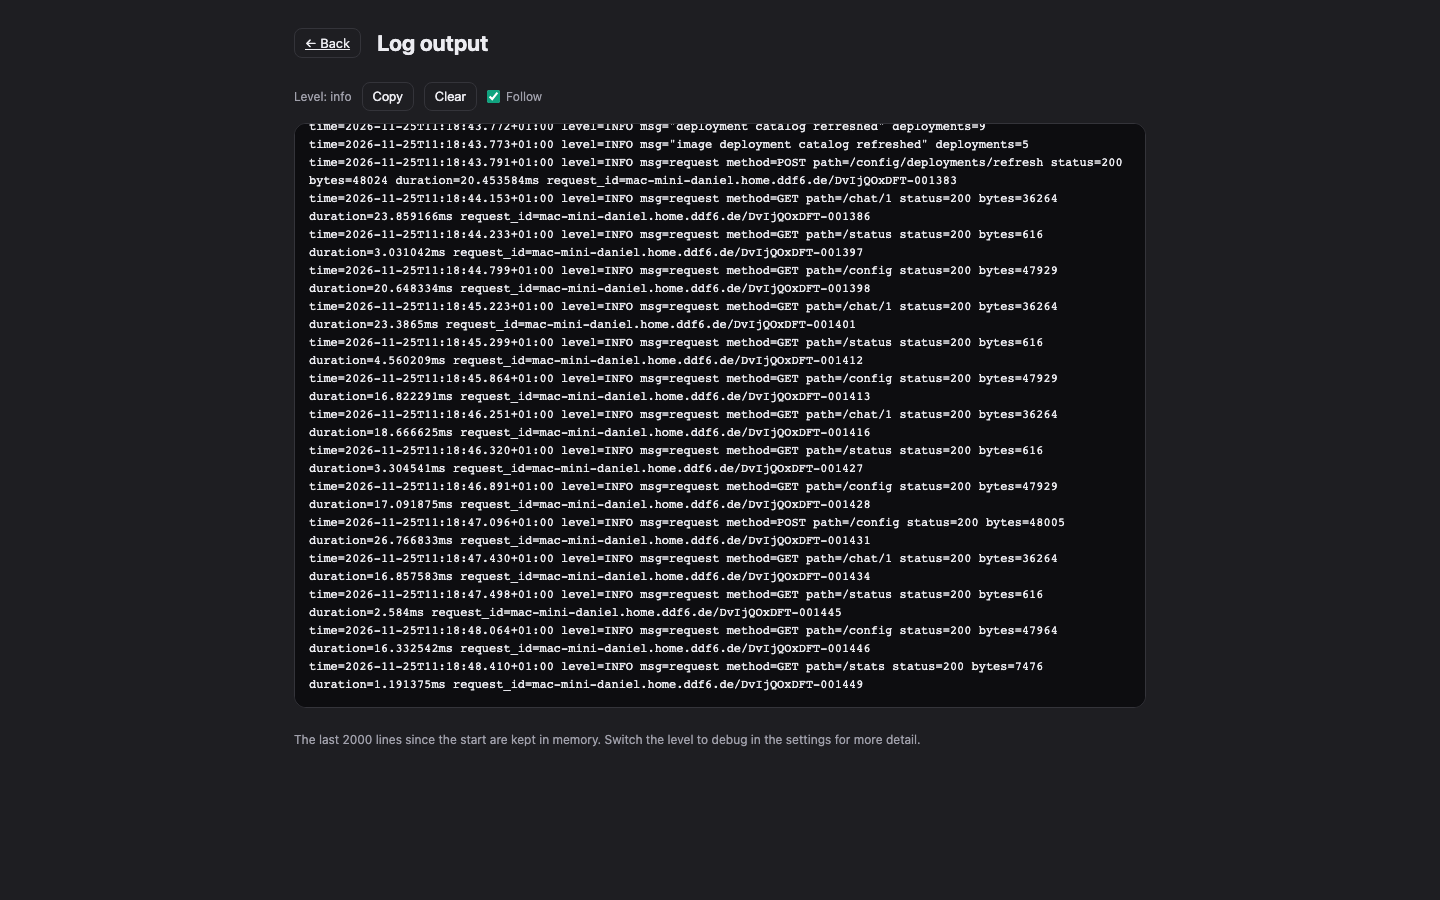 ← Back
Log output
Level: info
Copy
Clear
Follow
time=2026-11-25T11:18:43.772+01:00 level=INFO msg="deployment catalog refreshed" deployments=9
time=2026-11-25T11:18:43.773+01:00 level=INFO msg="image deployment catalog refreshed" deployments=5
time=2026-11-25T11:18:43.791+01:00 level=INFO msg=request method=POST path=/config/deployments/refresh status=200
bytes=48024 duration=20.453584ms request_id=mac-mini-daniel.home.ddf6.de/DvIjQOxDFT-001383
time=2026-11-25T11:18:44.153+01:00 level=INFO msg=request method=GET path=/chat/1 status=200 bytes=36264
duration=23.859166ms request_id=mac-mini-daniel.home.ddf6.de/DvIjQOxDFT-001386
time=2026-11-25T11:18:44.233+01:00 level=INFO msg=request method=GET path=/status status=200 bytes=616
duration=3.031042ms request_id=mac-mini-daniel.home.ddf6.de/DvIjQOxDFT-001397
time=2026-11-25T11:18:44.799+01:00 level=INFO msg=request method=GET path=/config status=200 bytes=47929
duration=20.648334ms request_id=mac-mini-daniel.home.ddf6.de/DvIjQOxDFT-001398
time=2026-11-25T11:18:45.223+01:00 level=INFO msg=request method=GET path=/chat/1 status=200 bytes=36264
duration=23.3865ms request_id=mac-mini-daniel.home.ddf6.de/DvIjQOxDFT-001401
time=2026-11-25T11:18:45.299+01:00 level=INFO msg=request method=GET path=/status status=200 bytes=616
duration=4.560209ms request_id=mac-mini-daniel.home.ddf6.de/DvIjQOxDFT-001412
time=2026-11-25T11:18:45.864+01:00 level=INFO msg=request method=GET path=/config status=200 bytes=47929
duration=16.822291ms request_id=mac-mini-daniel.home.ddf6.de/DvIjQOxDFT-001413
time=2026-11-25T11:18:46.251+01:00 level=INFO msg=request method=GET path=/chat/1 status=200 bytes=36264
duration=18.666625ms request_id=mac-mini-daniel.home.ddf6.de/DvIjQOxDFT-001416
time=2026-11-25T11:18:46.320+01:00 level=INFO msg=request method=GET path=/status status=200 bytes=616
duration=3.304541ms request_id=mac-mini-daniel.home.ddf6.de/DvIjQOxDFT-001427
time=2026-11-25T11:18:46.891+01:00 level=INFO msg=request method=GET path=/config status=200 bytes=47929
duration=17.091875ms request_id=mac-mini-daniel.home.ddf6.de/DvIjQOxDFT-001428
time=2026-11-25T11:18:47.096+01:00 level=INFO msg=request method=POST path=/config status=200 bytes=48005
duration=26.766833ms request_id=mac-mini-daniel.home.ddf6.de/DvIjQOxDFT-001431
time=2026-11-25T11:18:47.430+01:00 level=INFO msg=request method=GET path=/chat/1 status=200 bytes=36264
duration=16.857583ms request_id=mac-mini-daniel.home.ddf6.de/DvIjQOxDFT-001434
time=2026-11-25T11:18:47.498+01:00 level=INFO msg=request method=GET path=/status status=200 bytes=616
duration=2.584ms request_id=mac-mini-daniel.home.ddf6.de/DvIjQOxDFT-001445
time=2026-11-25T11:18:48.064+01:00 level=INFO msg=request method=GET path=/config status=200 bytes=47964
duration=16.332542ms request_id=mac-mini-daniel.home.ddf6.de/DvIjQOxDFT-001446
time=2026-11-25T11:18:48.410+01:00 level=INFO msg=request method=GET path=/stats status=200 bytes=7476
duration=1.191375ms request_id=mac-mini-daniel.home.ddf6.de/DvIjQOxDFT-001449
The last 2000 lines since the start are kept in memory. Switch the level to debug in the settings for more detail.